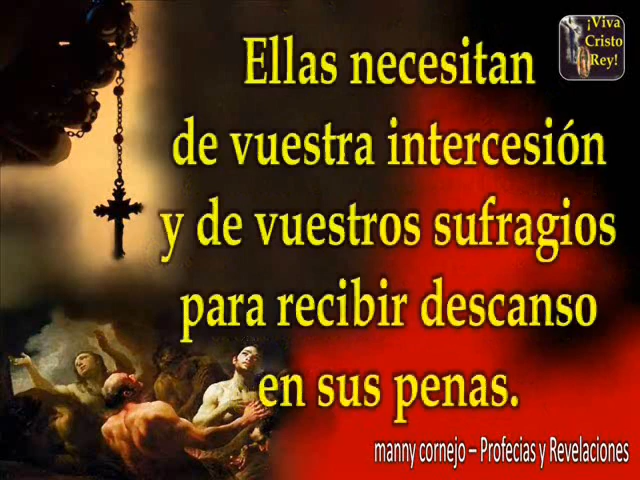 ¡Viva
Cristo
Rey!
Ellas necesitan
de vuestra intercesión
y de vuestros sufragios
para recibir descanso
en sus penas.
manny cornejo – Profecias y Revelaciones